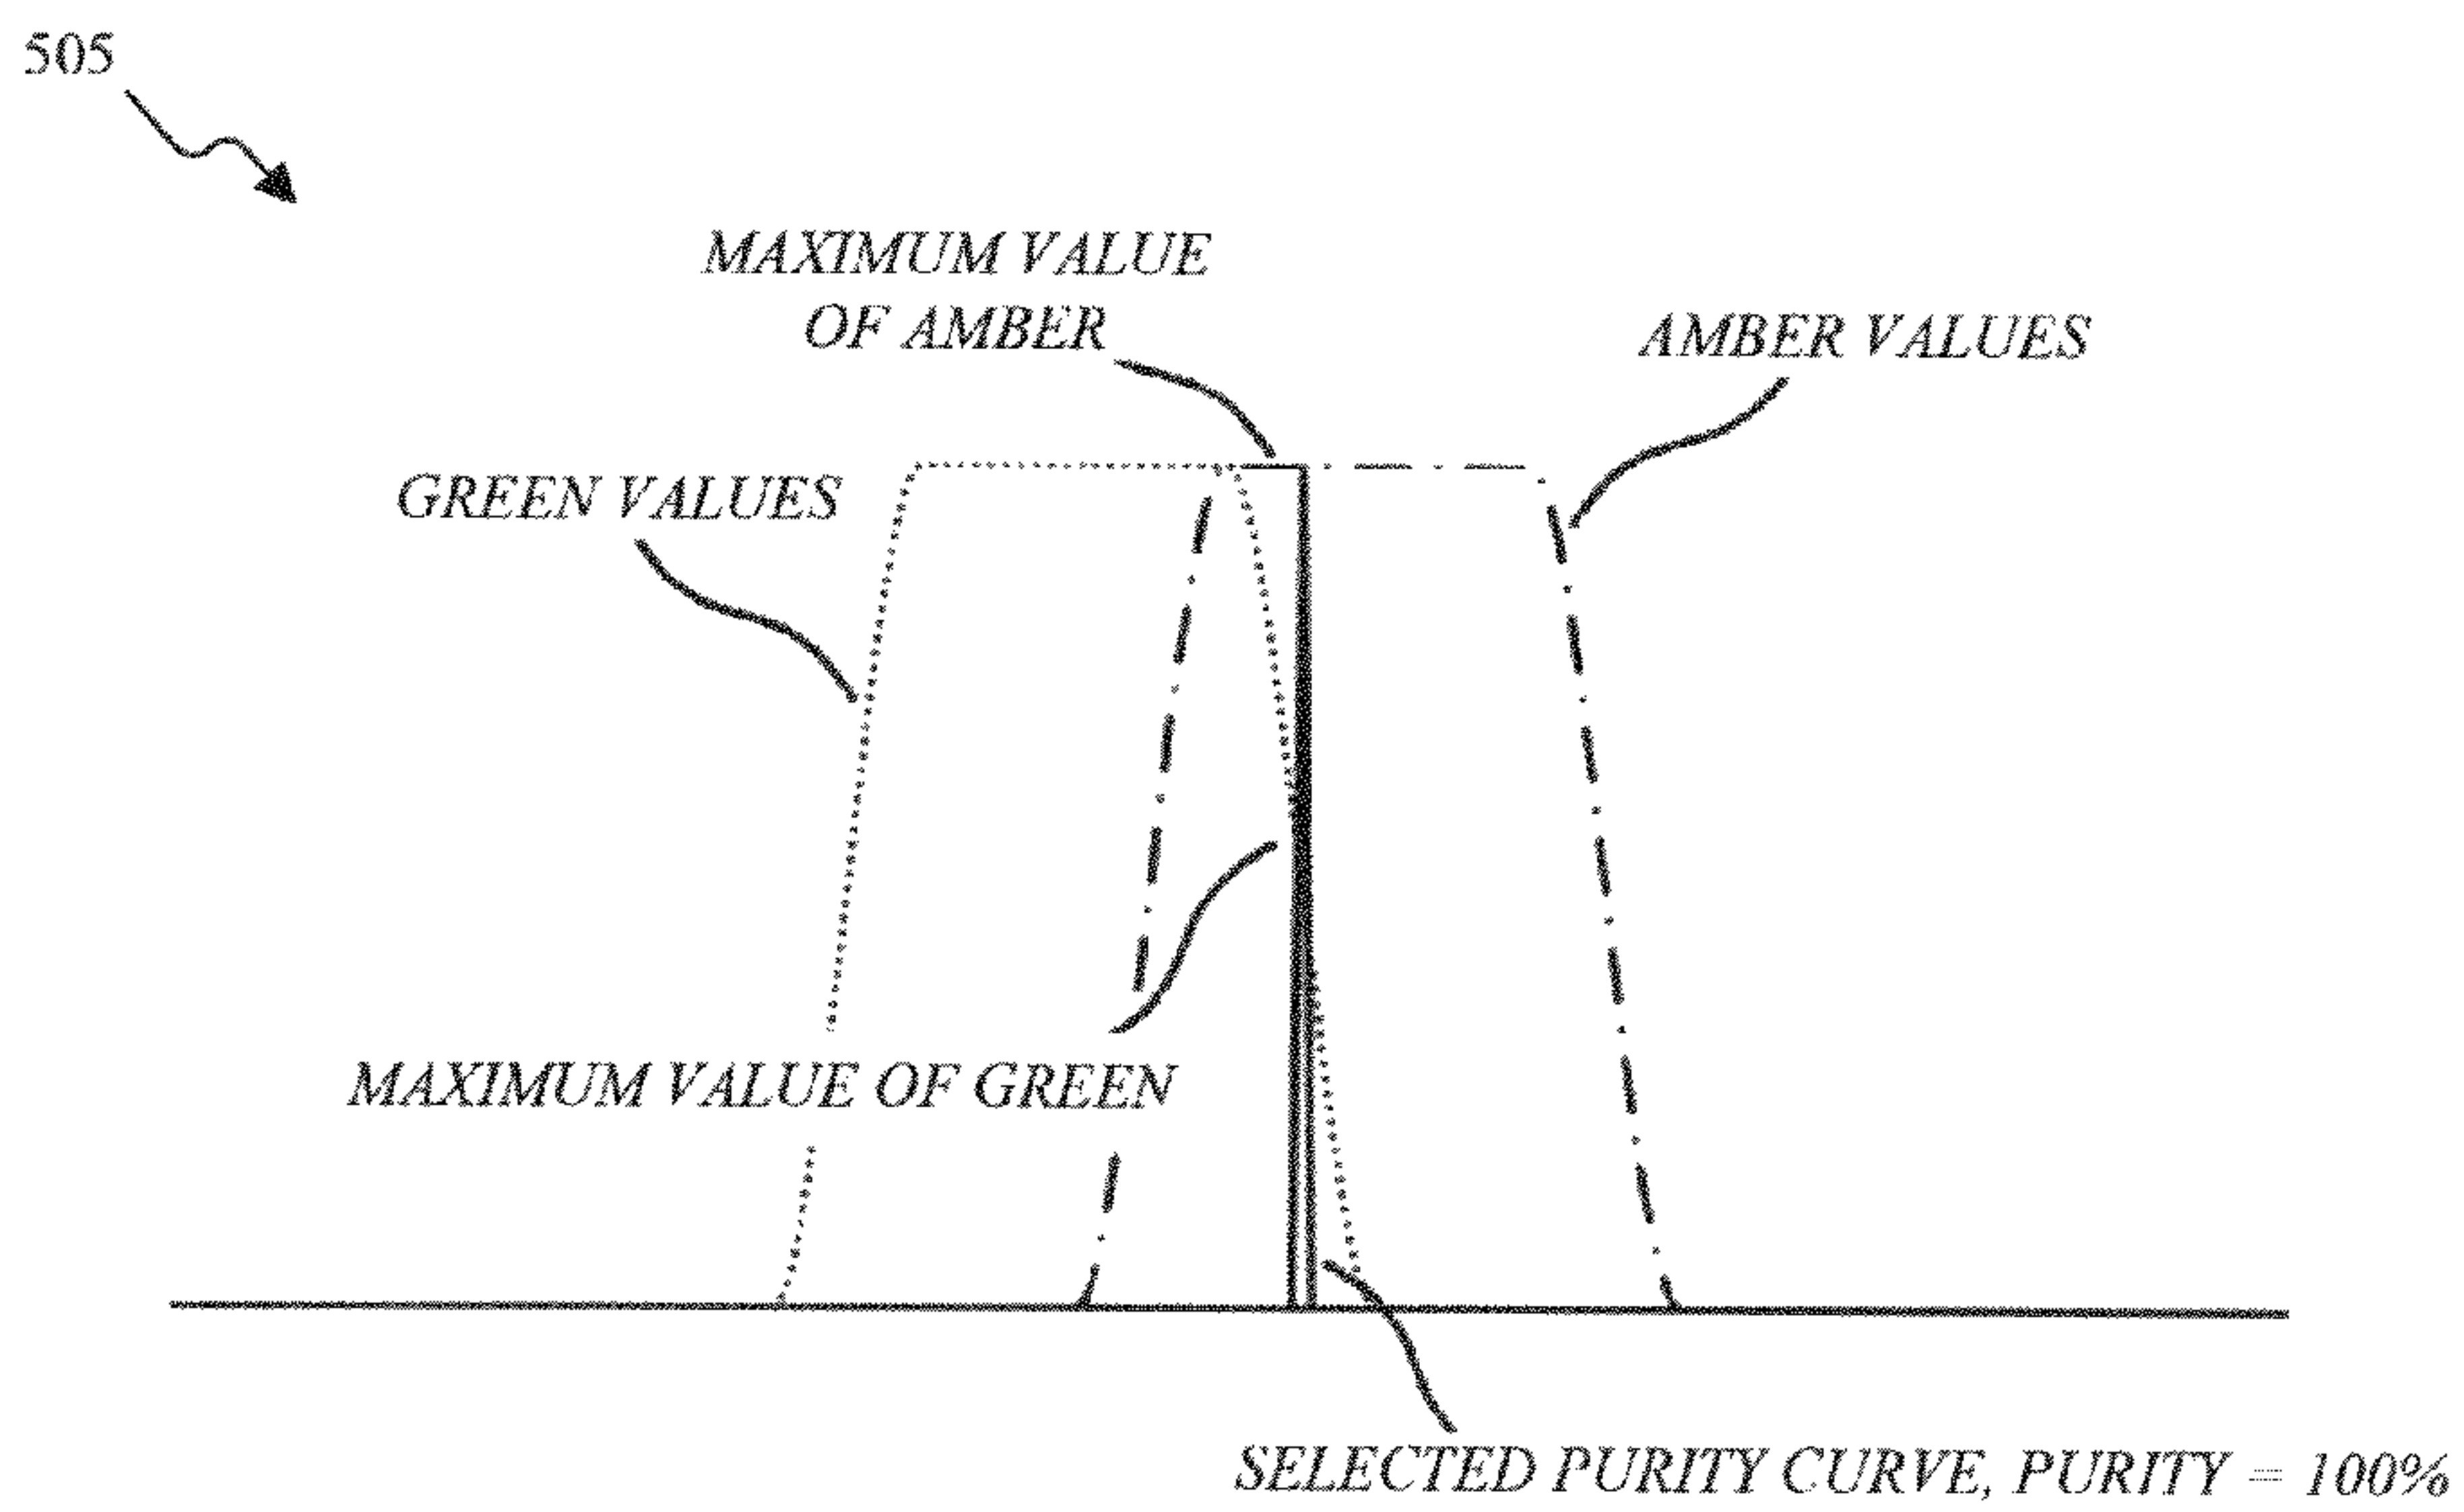 505
MAXIMUM VALUE
OF AMBER
AMBER VALUES
GREEN VALUES
MAXIMUM VALUE OF GREEN
SELECTED PURITY CURVE, PURITY = 100%